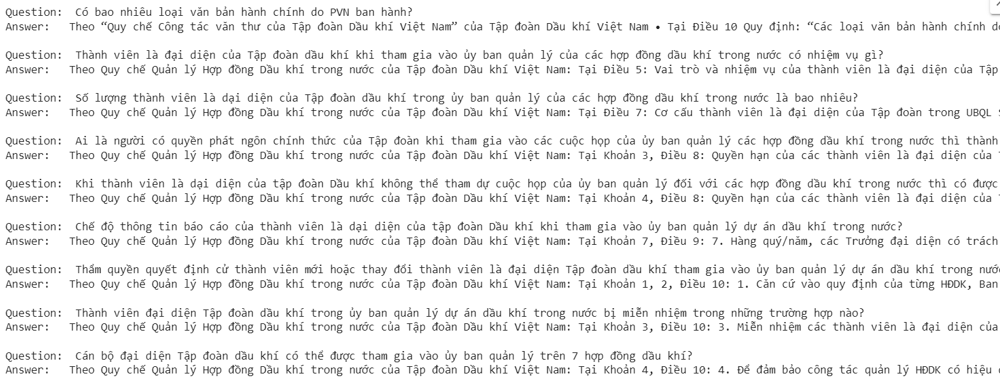 Question: Có bao nhiêu loại văn bản hành chính do PVN ban hành?
Answer: Theo “Quy chế Công tác văn thư của Tập đoàn Dầu khí Việt Nam” của Tập đoàn Dầu khí Việt Nam • Tại Điều 10 Quy định: “Các loại văn bản hành chính
Question: Thành viên là đại diện của Tập đoàn dầu khí khi tham gia vào ủy ban quản lý của các hợp đồng dầu khí trong nước có nhiệm vụ gì?
Answer: Theo Quy chế Quản lý Hợp đồng Dầu khí trong nước của Tập đoàn Dầu khí Việt Nam: Tại Điều 5: Vai trò và nhiệm vụ của thành viên là đại diện của Tập
Question: Số lượng thành viên là dại diện của Tập đoàn dầu khí trong ủy ban quản lý của các hợp đồng dầu khí trong nước là bao nhiêu?
Answer: Theo Quy chế Quản lý Hợp đồng Dầu khí trong nước của Tập đoàn Dầu khí Việt Nam: Tại Điều 7: Cơ cấu thành viên là đại diện của Tập đoàn trong UBQL
Question: Ai là người có quyền phát ngôn chính thức của Tập đoàn khi tham gia vào các cuộc họp của ủy ban quản lý các hợp đồng dầu khí trong nước thì thành
Answer: Theo Quy chế Quản lý Hợp đồng Dầu khí trong nước của Tập đoàn Dầu khí Việt Nam: Tại Khoản 3, Điều 8: Quyền hạn của các thành viên là đại diện của
Question: Khi thành viên là dại diện của tập đoàn Dầu khí không thể tham dự cuộc họp của ủy ban quản lý đối với các hợp đồng dầu khí trong nước thì có được
Answer: Theo Quy chế Quản lý Hợp đồng Dầu khí trong nước của Tập đoàn Dầu khí Việt Nam: Tại Khoản 4, Điều 8: Quyền hạn của các thành viên là đại diện của
Question: Chế độ thông tin báo cáo của thành viên là dại diện của tập đoàn Dầu khí khi tham gia vào ủy ban quản lý dự án dầu khí trong nước?
Answer: Theo Quy chế Quản lý Hợp đồng Dầu khí trong nước của Tập đoàn Dầu khí Việt Nam: Tại Khoản 7, Điều 9: 7. Hàng quý/năm, các Trưởng đại diện có trách
Question: Thẩm quyền quyết định cử thành viên mới hoặc thay đổi thành viên là đại diện Tập đoàn dầu khí tham gia vào ủy ban quản lý dự án dầu khí trong
Answer: Theo Quy chế Quản lý Hợp đồng Dầu khí trong nước của Tập đoàn Dầu khí Việt Nam: Tại Khoản 1, 2, Điều 10: 1. Căn cứ vào quy định của từng HĐDK, Ban
Question: Thành viên đại diện Tập đoàn dầu khí trong ủy ban quản lý dự án dầu khí trong nước bị miễn nhiệm trong những trường hợp nào?
Answer: Theo Quy chế Quản lý Hợp đồng Dầu khí trong nước của Tập đoàn Dầu khí Việt Nam: Tại Khoản 3, Điều 10: 3. Miễn nhiệm các thành viên là đại diện của
Question: Cán bộ đại diện Tập đoàn dầu khí có thể được tham gia vào ủy ban quản lý trên 7 hợp đồng dầu khí?
Answer: Theo Quy chế Quản lý Hợp đồng Dầu khí trong nước của Tập đoàn Dầu khí Việt Nam: Tại Khoản 4, Điều 10: 4. Để đảm bảo công tác quản lý HĐDK có hiệu